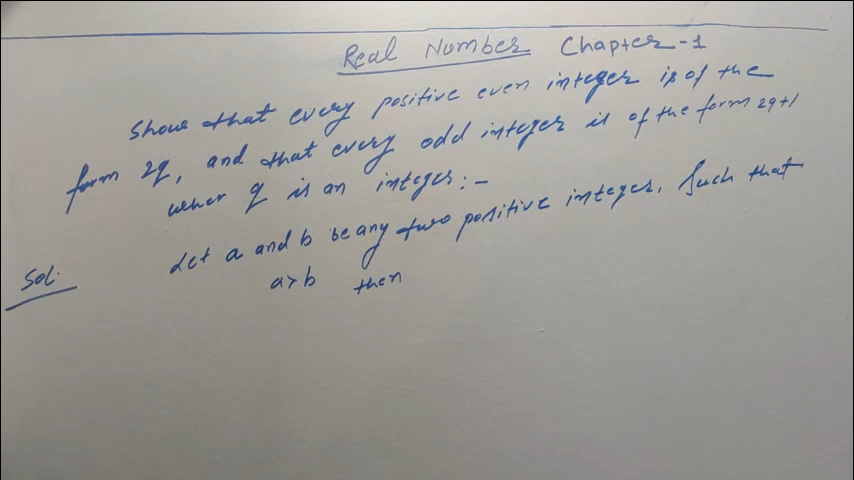 Real Number Chapter-1
Show that every positive even integer is of the
form 2q, and that every odd integer is of the form 2q+1
wher q is an integer:-
Sol. Let a and b be any two positive integer. Such that
a>b then